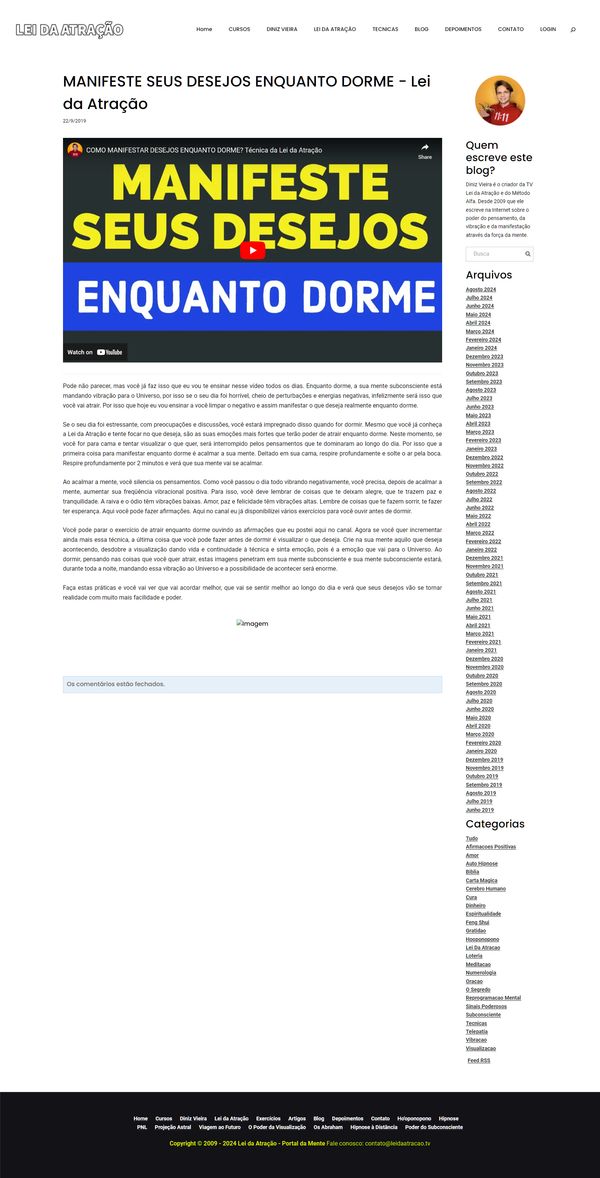 LEI DA ATRAÇÃO
Home CURSOS DINIZ VIEIRA LEI DA ATRAÇÃO TECNICAS BLOG DEPOIMENTOS CONTATO LOGIN
MANIFESTE SEUS DESEJOS ENQUANTO DORME - Lei
da Atração
22/9/2019
COMO MANIFESTAR DESEJOS ENQUANTO DORME? Técnica da Lei da Atração
Share
MANIFESTE
SEUS DESEJOS
ENQUANTO DORME
Watch on YouTube
Pode não parecer, mas você já faz isso que eu vou te ensinar nesse vídeo todos os dias. Enquanto dorme, a sua mente subconsciente está
mandando vibração para o Universo, por isso se o seu dia foi horrível, cheio de perturbações e energias negativas, infelizmente será isso que
você vai atrair. Por isso que hoje eu vou ensinar a você limpar o negativo e assim manifestar o que deseja realmente enquanto dorme.
Se o seu dia foi estressante, com preocupações e discussões, você estará impregnado disso quando for dormir. Mesmo que você já conheça
a Lei da Atração e tente focar no que deseja, são as suas emoções mais fortes que terão poder de atrair enquanto dorme. Neste momento, se
você for para cama e tentar visualizar o que quer, será interrompido pelos pensamentos que te dominaram ao longo do dia. Por isso que a
primeira coisa para manifestar enquanto dorme é acalmar a sua mente. Deitado em sua cama, respire profundamente e solte o ar pela boca.
Respire profundamente por 2 minutos e verá que sua mente vai se acalmar.
Ao acalmar a mente, você silencia os pensamentos. Como você passou o dia todo vibrando negativamente, você precisa, depois de acalmar a
mente, aumentar sua freqüência vibracional positiva. Para isso, você deve lembrar de coisas que te deixam alegre, que te trazem paz e
tranquilidade. A raiva e o ódio têm vibrações baixas. Amor, paz e felicidade têm vibrações altas. Lembre de coisas que te fazem sorrir, te fazer
ter esperança. Aqui você pode fazer afirmações. Aqui no canal eu já disponibilizei vários exercícios para você ouvir antes de dormir.
Você pode parar o exercício de atrair enquanto dorme ouvindo as afirmações que eu postei aqui no canal. Agora se você quer incrementar
ainda mais essa técnica, a última coisa que você pode fazer antes de dormir é visualizar o que deseja. Crie na sua mente aquilo que deseja
acontecendo, desdobre a visualização dando vida e continuidade à técnica e sinta emoção, pois é a emoção que vai para o Universo. Ao
dormir, pensando nas coisas que você quer atrair, estas imagens penetram em sua mente subconsciente e sua mente subconsciente estará,
durante toda a noite, mandando essa vibração ao Universo e a possibilidade de acontecer será enorme.
Faça estas práticas e você vai ver que vai acordar melhor, que vai se sentir melhor ao longo do dia e verá que seus desejos vão se tornar
realidade com muito mais facilidade e poder.
Imagem
Os comentários estão fechados.
11:11
Quem
escreve este
blog?
Diniz Vieira é o criador da TV
Lei da Atração e do Método
Alfa. Desde 2009 que ele
escreve na Internet sobre o
poder do pensamento, da
vibração e da manifestação
através da força da mente.
Busca
Arquivos
Agosto 2024
Julho 2024
Junho 2024
Maio 2024
Abril 2024
Março 2024
Fevereiro 2024
Janeiro 2024
Dezembro 2023
Novembro 2023
Outubro 2023
Setembro 2023
Agosto 2023
Julho 2023
Junho 2023
Maio 2023
Abril 2023
Março 2023
Fevereiro 2023
Janeiro 2023
Dezembro 2022
Novembro 2022
Outubro 2022
Setembro 2022
Agosto 2022
Julho 2022
Junho 2022
Maio 2022
Abril 2022
Março 2022
Fevereiro 2022
Janeiro 2022
Dezembro 2021
Novembro 2021
Outubro 2021
Setembro 2021
Agosto 2021
Julho 2021
Junho 2021
Maio 2021
Abril 2021
Março 2021
Fevereiro 2021
Janeiro 2021
Dezembro 2020
Novembro 2020
Outubro 2020
Setembro 2020
Agosto 2020
Julho 2020
Junho 2020
Maio 2020
Abril 2020
Março 2020
Fevereiro 2020
Janeiro 2020
Dezembro 2019
Novembro 2019
Outubro 2019
Setembro 2019
Agosto 2019
Julho 2019
Junho 2019
Categorias
Tudo
Afirmacoes Positivas
Amor
Auto Hipnose
Biblia
Carta Magica
Cerebro Humano
Cura
Dinheiro
Espiritualidade
Feng Shui
Gratidao
Hooponopono
Lei Da Atracao
Loteria
Meditacao
Numerologia
Oracao
O Segredo
Reprogramacao Mental
Sinais Poderosos
Subconsciente
Tecnicas
Telepatia
Vibracao
Visualizacao
Feed RSS
Home Cursos Diniz Vieira Lei da Atração Exercícios Artigos Blog Depoimentos Contato Ho'oponopono Hipnose
PNL Projeção Astral Viagem ao Futuro O Poder da Visualização Os Abraham Hipnose à Distância Poder do Subconsciente
Copyright © 2009 - 2024 Lei da Atração - Portal da Mente Fale conosco: contato@leidaatracao.tv